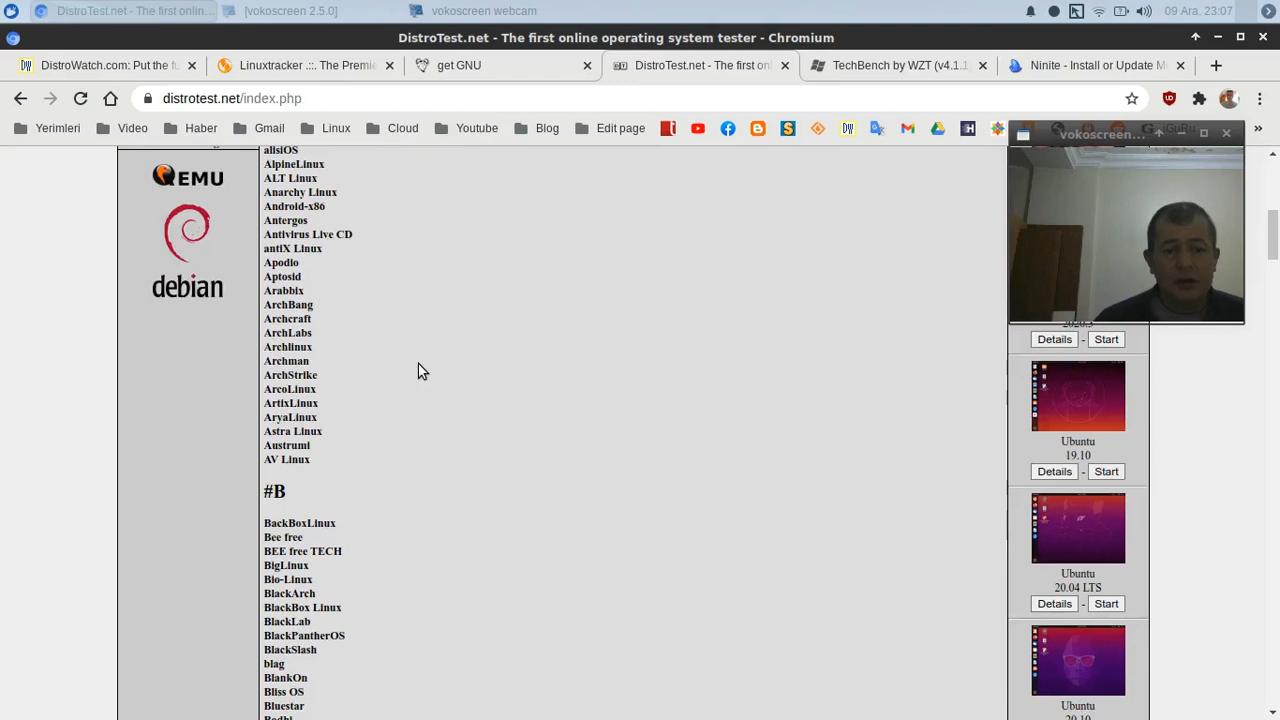 DistroTest.net - The first onlin...
[vokoscreen 2.5.0]
vokoscreen webcam
09 Ara, 23:07
DistroTest.net - The first online operating system tester - Chromium
DistroWatch.com: Put the fu
Linuxtracker .::. The Premie
get GNU
DistroTest.net - The first onl
TechBench by WZT (v4.1.1
Ninite - Install or Update M
distrotest.net/index.php
Yerimleri
Video
Haber
Gmail
Linux
Cloud
Youtube
Blog
Edit page
vokoscreen...
QEMU
debian
alisiOS
AlpineLinux
ALT Linux
Anarchy Linux
Android-x86
Antergos
Antivirus Live CD
antiX Linux
Apodio
Aptosid
Arabbix
ArchBang
Archcraft
ArchLabs
Archlinux
Archman
ArchStrike
ArcoLinux
ArtixLinux
AryaLinux
Astra Linux
Austrumi
AV Linux
#B
BackBoxLinux
Bee free
BEE free TECH
BigLinux
Bio-Linux
BlackArch
BlackBox Linux
BlackLab
BlackPantherOS
BlackSlash
blag
BlankOn
Bliss OS
Bluestar
Bodhi
Details - Start
Ubuntu
19.10
Details - Start
Ubuntu
20.04 LTS
Details - Start
Ubuntu
20.10